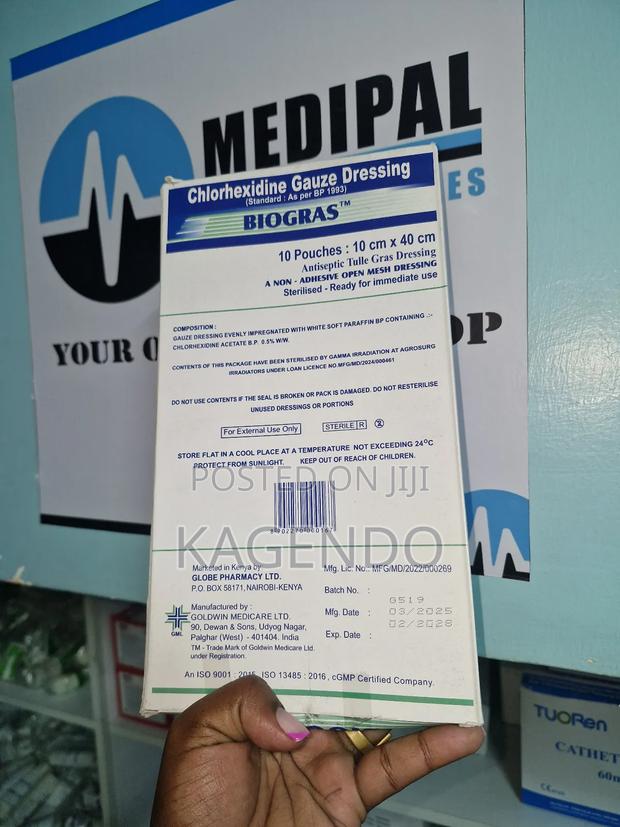 MEDIPAL
ES
YOUR O
OP
Chlorhexidine Gauze Dressing
(Standard : As per BP 1993)
BIOGRAS™
10 Pouches : 10 cm x 40 cm
Antiseptic Tulle Gras Dressing
A NON - ADHESIVE OPEN MESH DRESSING
Sterilised - Ready for immediate use
COMPOSITION :
GAUZE DRESSING EVENLY IMPREGNATED WITH WHITE SOFT PARAFFIN BP CONTAINING :-
CHLORHEXIDINE ACETATE B.P. 0.5% W/W.
CONTENTS OF THIS PACKAGE HAVE BEEN STERILISED BY GAMMA IRRADIATION AT AGROSURG
IRRADIATORS UNDER LOAN LICENCE NO.MFG/MD/2024/000461
DO NOT USE CONTENTS IF THE SEAL IS BROKEN OR PACK IS DAMAGED. DO NOT RESTERILISE
UNUSED DRESSINGS OR PORTIONS
For External Use Only
STERILE R
2
STORE FLAT IN A COOL PLACE AT A TEMPERATURE NOT EXCEEDING 24°C
PROTECT FROM SUNLIGHT. KEEP OUT OF REACH OF CHILDREN.
POSTED ON JIJI
KAGENDO
Marketed in Kenya by:
GLOBE PHARMACY LTD.
P.O. BOX 58171, NAIROBI-KENYA
Manufactured by :
GOLDWIN MEDICARE LTD.
90, Dewan & Sons, Udyog Nagar,
Palghar (West) - 401404. India
TM - Trade Mark of Goldwin Medicare Ltd.
under Registration.
GML
Mfg. Lic. No.: MFG/MD/2022/000269
Batch No. : G519
Mfg. Date : 03/2025
Exp. Date : 02/2028
An ISO 9001 : 2015, ISO 13485 : 2016, cGMP Certified Company.
TUOREN
CATHET
60m